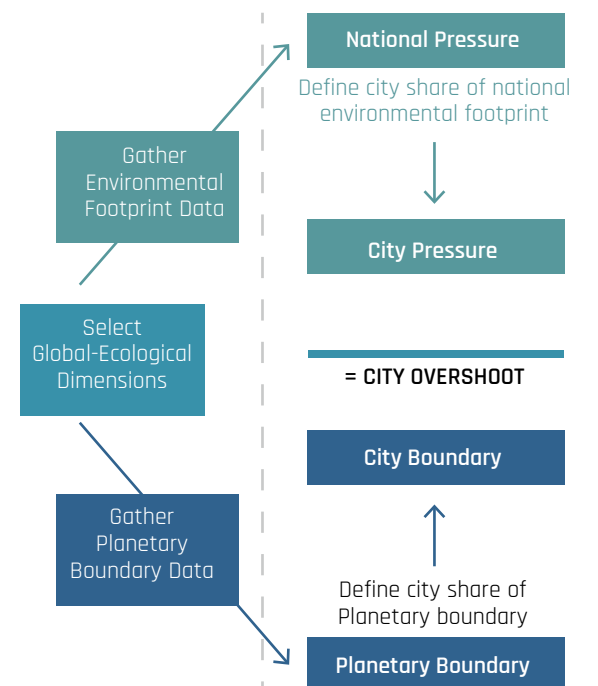 National Pressure
Define city share of national
environmental footprint
Gather
Environmental
Footprint Data
City Pressure
Select
Global-Ecological
Dimensions
= CITY OVERSHOOT
City Boundary
Gather
Planetary
Boundary Data
Define city share of
Planetary boundary
Planetary Boundary